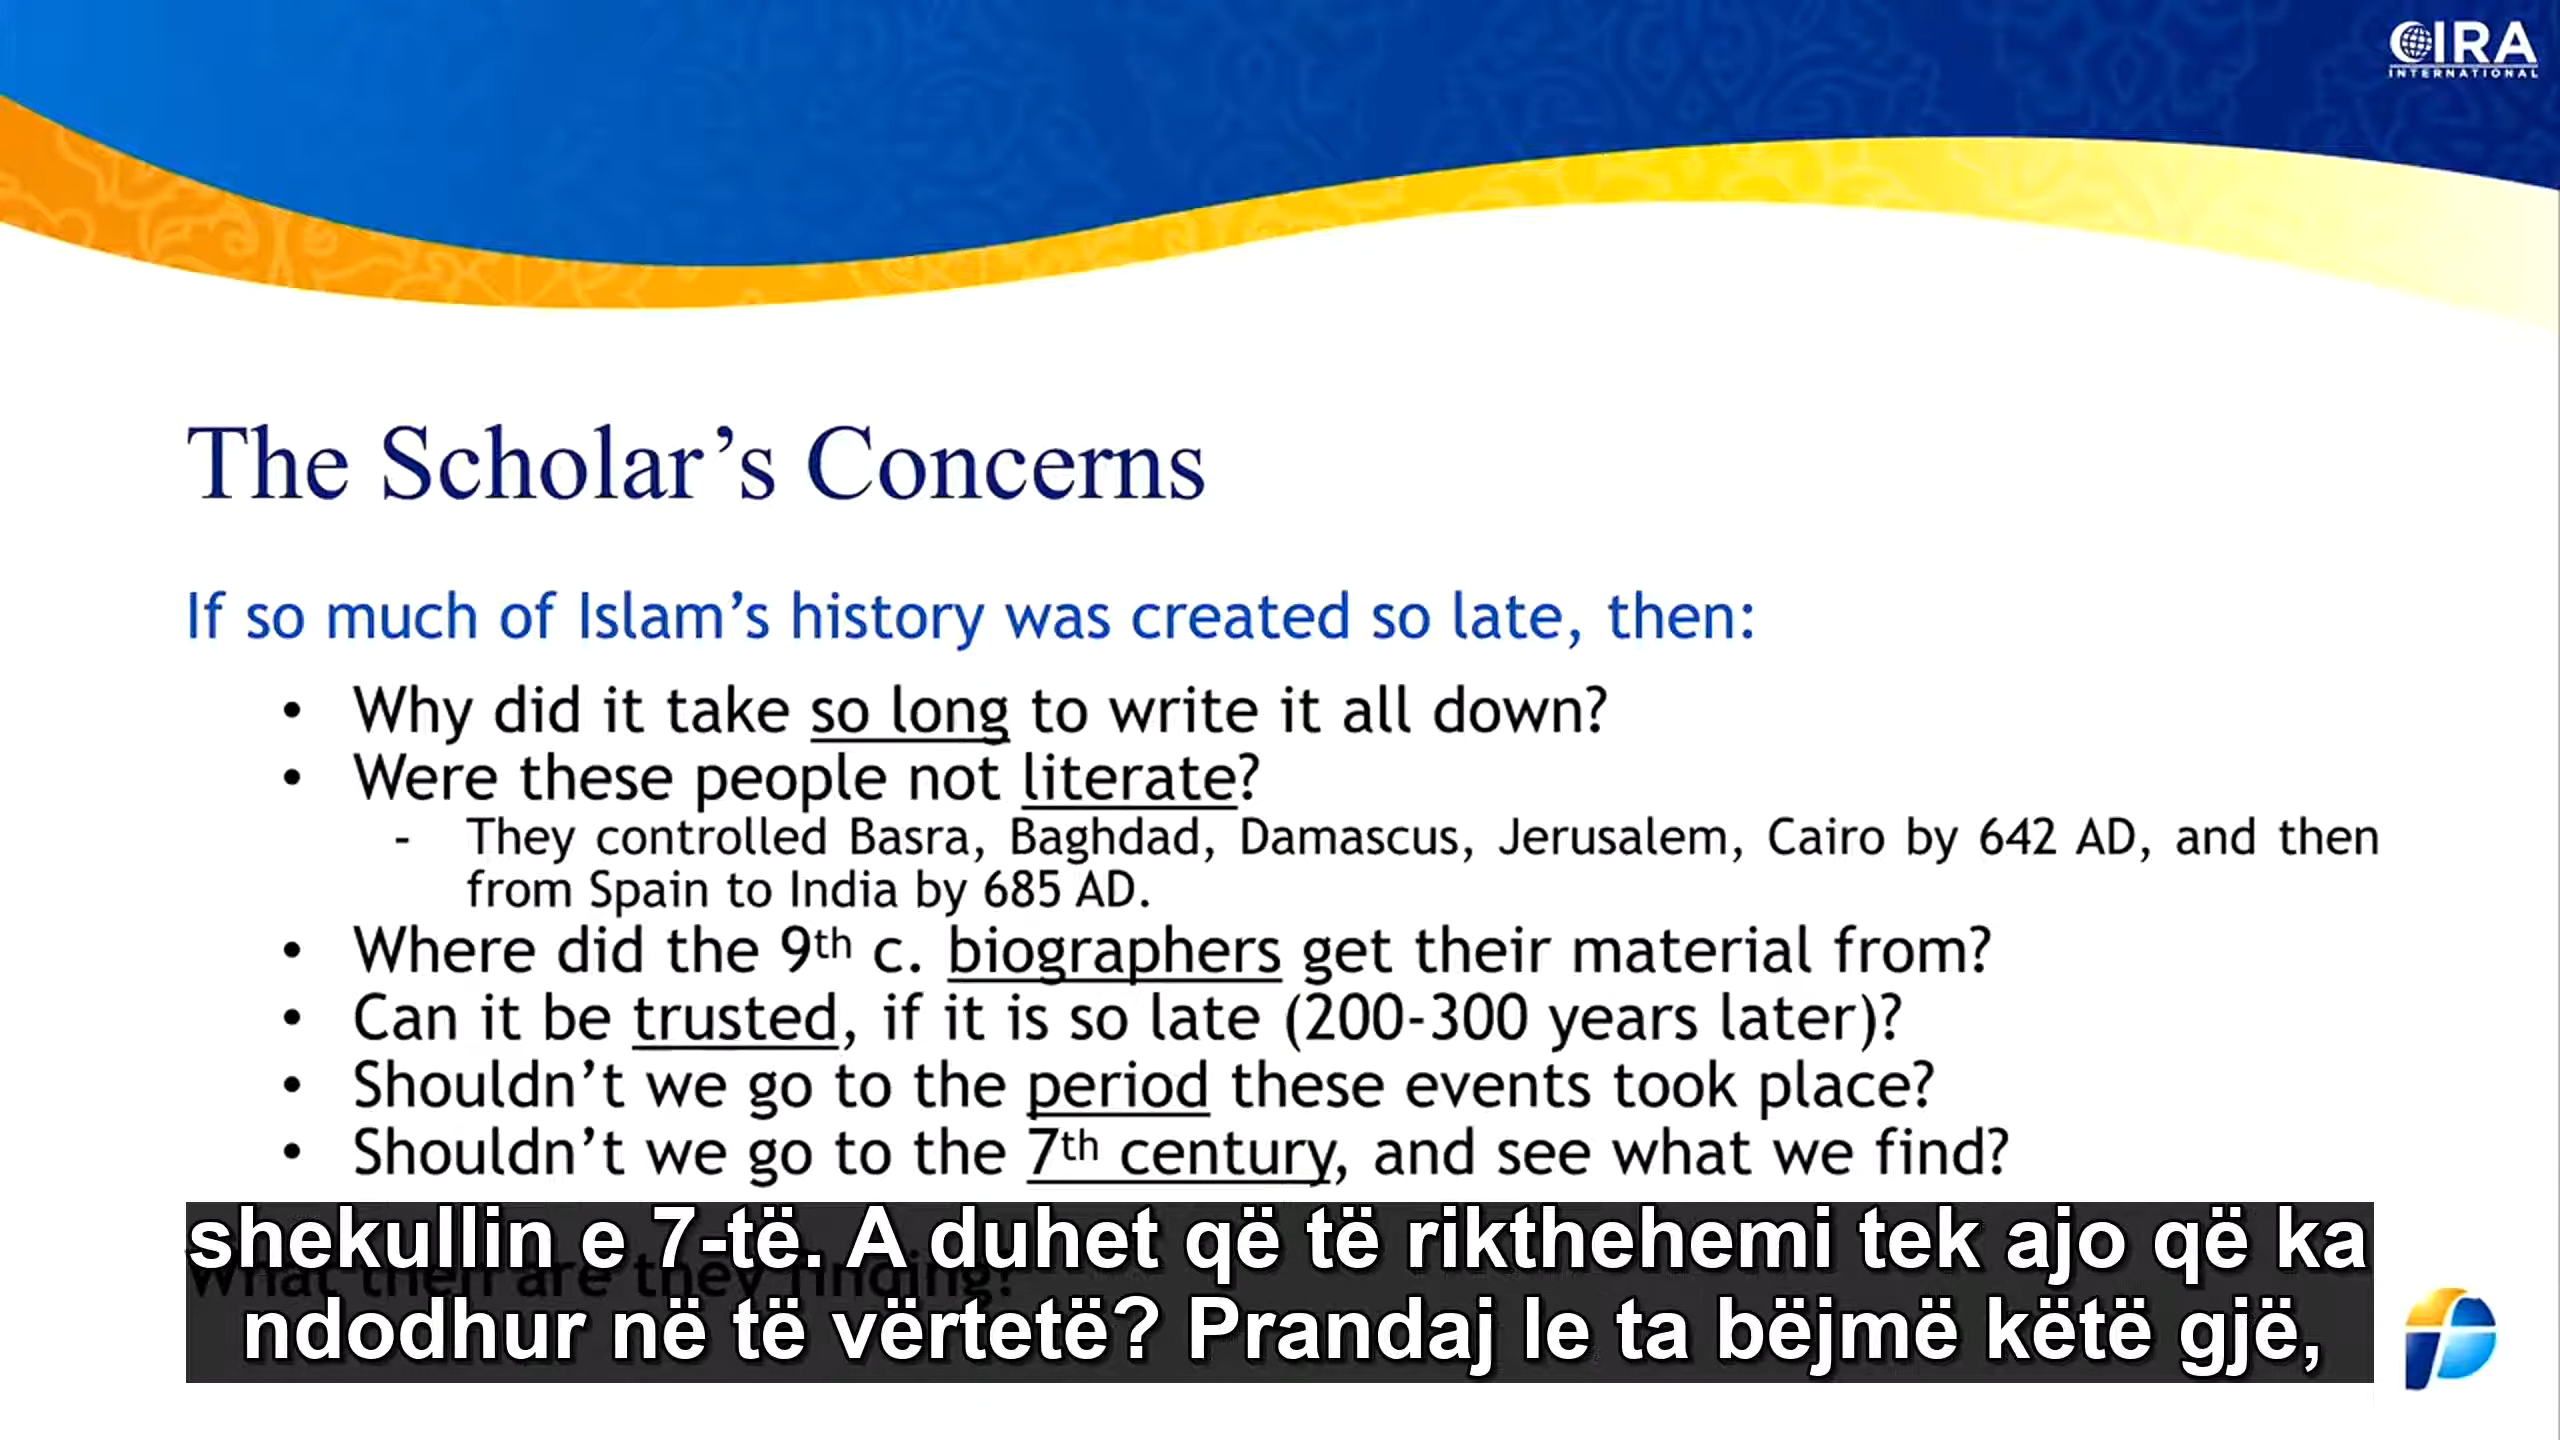 CIRA
INTERNATIONAL
The Scholar’s Concerns
If so much of Islam’s history was created so late, then:
• Why did it take so long to write it all down?
• Were these people not literate?
- They controlled Basra, Baghdad, Damascus, Jerusalem, Cairo by 642 AD, and then
from Spain to India by 685 AD.
• Where did the 9th c. biographers get their material from?
• Can it be trusted, if it is so late (200-300 years later)?
• Shouldn’t we go to the period these events took place?
• Shouldn’t we go to the 7th century, and see what we find?
What then are they finding?
shekullin e 7-të. A duhet që të rikthehemi tek ajo që ka
ndodhur në të vërtetë? Prandaj le ta bëjmë këtë gjë,